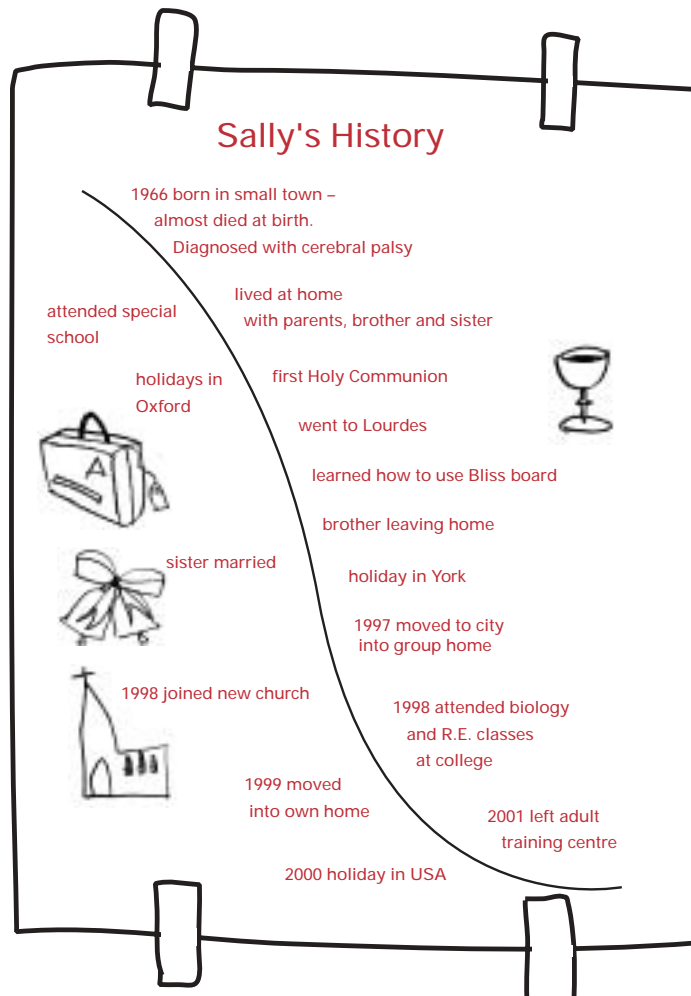 Sally's History
1966 born in small town –
almost died at birth.
Diagnosed with cerebral palsy
lived at home
with parents, brother and sister
attended special
school
first Holy Communion
holidays in
Oxford
went to Lourdes
A
learned how to use Bliss board
brother leaving home
sister married
holiday in York
1997 moved to city
into group home
1998 joined new church
1998 attended biology
and R.E. classes
at college
1999 moved
into own home
2001 left adult
training centre
2000 holiday in USA